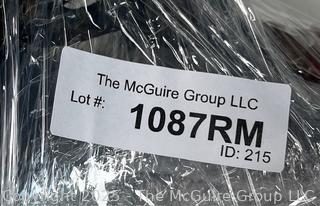 The McGuire Group LLC
Lot #:
1087RM
ID: 215
Copyright 2023 - The McGuire Group LLC